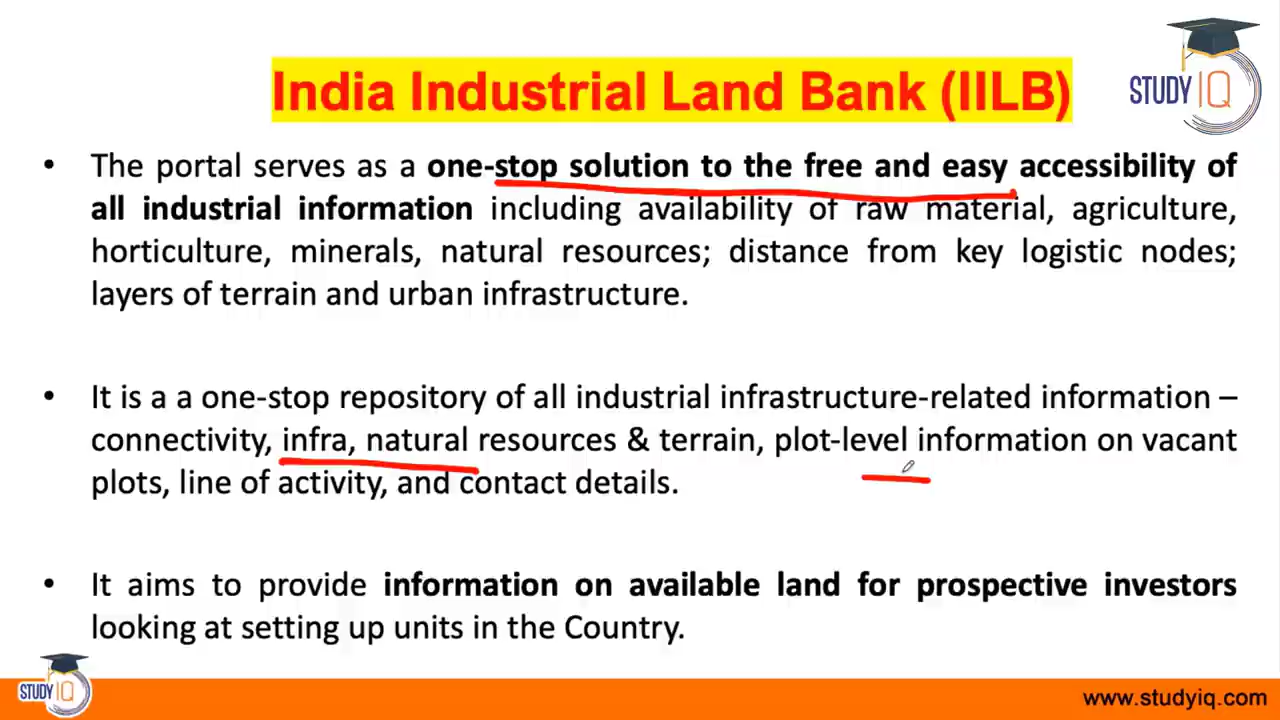 India Industrial Land Bank (IILB)
STUDY IQ
• The portal serves as a one-stop solution to the free and easy accessibility of
all industrial information including availability of raw material, agriculture,
horticulture, minerals, natural resources; distance from key logistic nodes;
layers of terrain and urban infrastructure.
• It is a a one-stop repository of all industrial infrastructure-related information –
connectivity, infra, natural resources & terrain, plot-level information on vacant
plots, line of activity, and contact details.
• It aims to provide information on available land for prospective investors
looking at setting up units in the Country.
STUDY IQ
www.studyiq.com